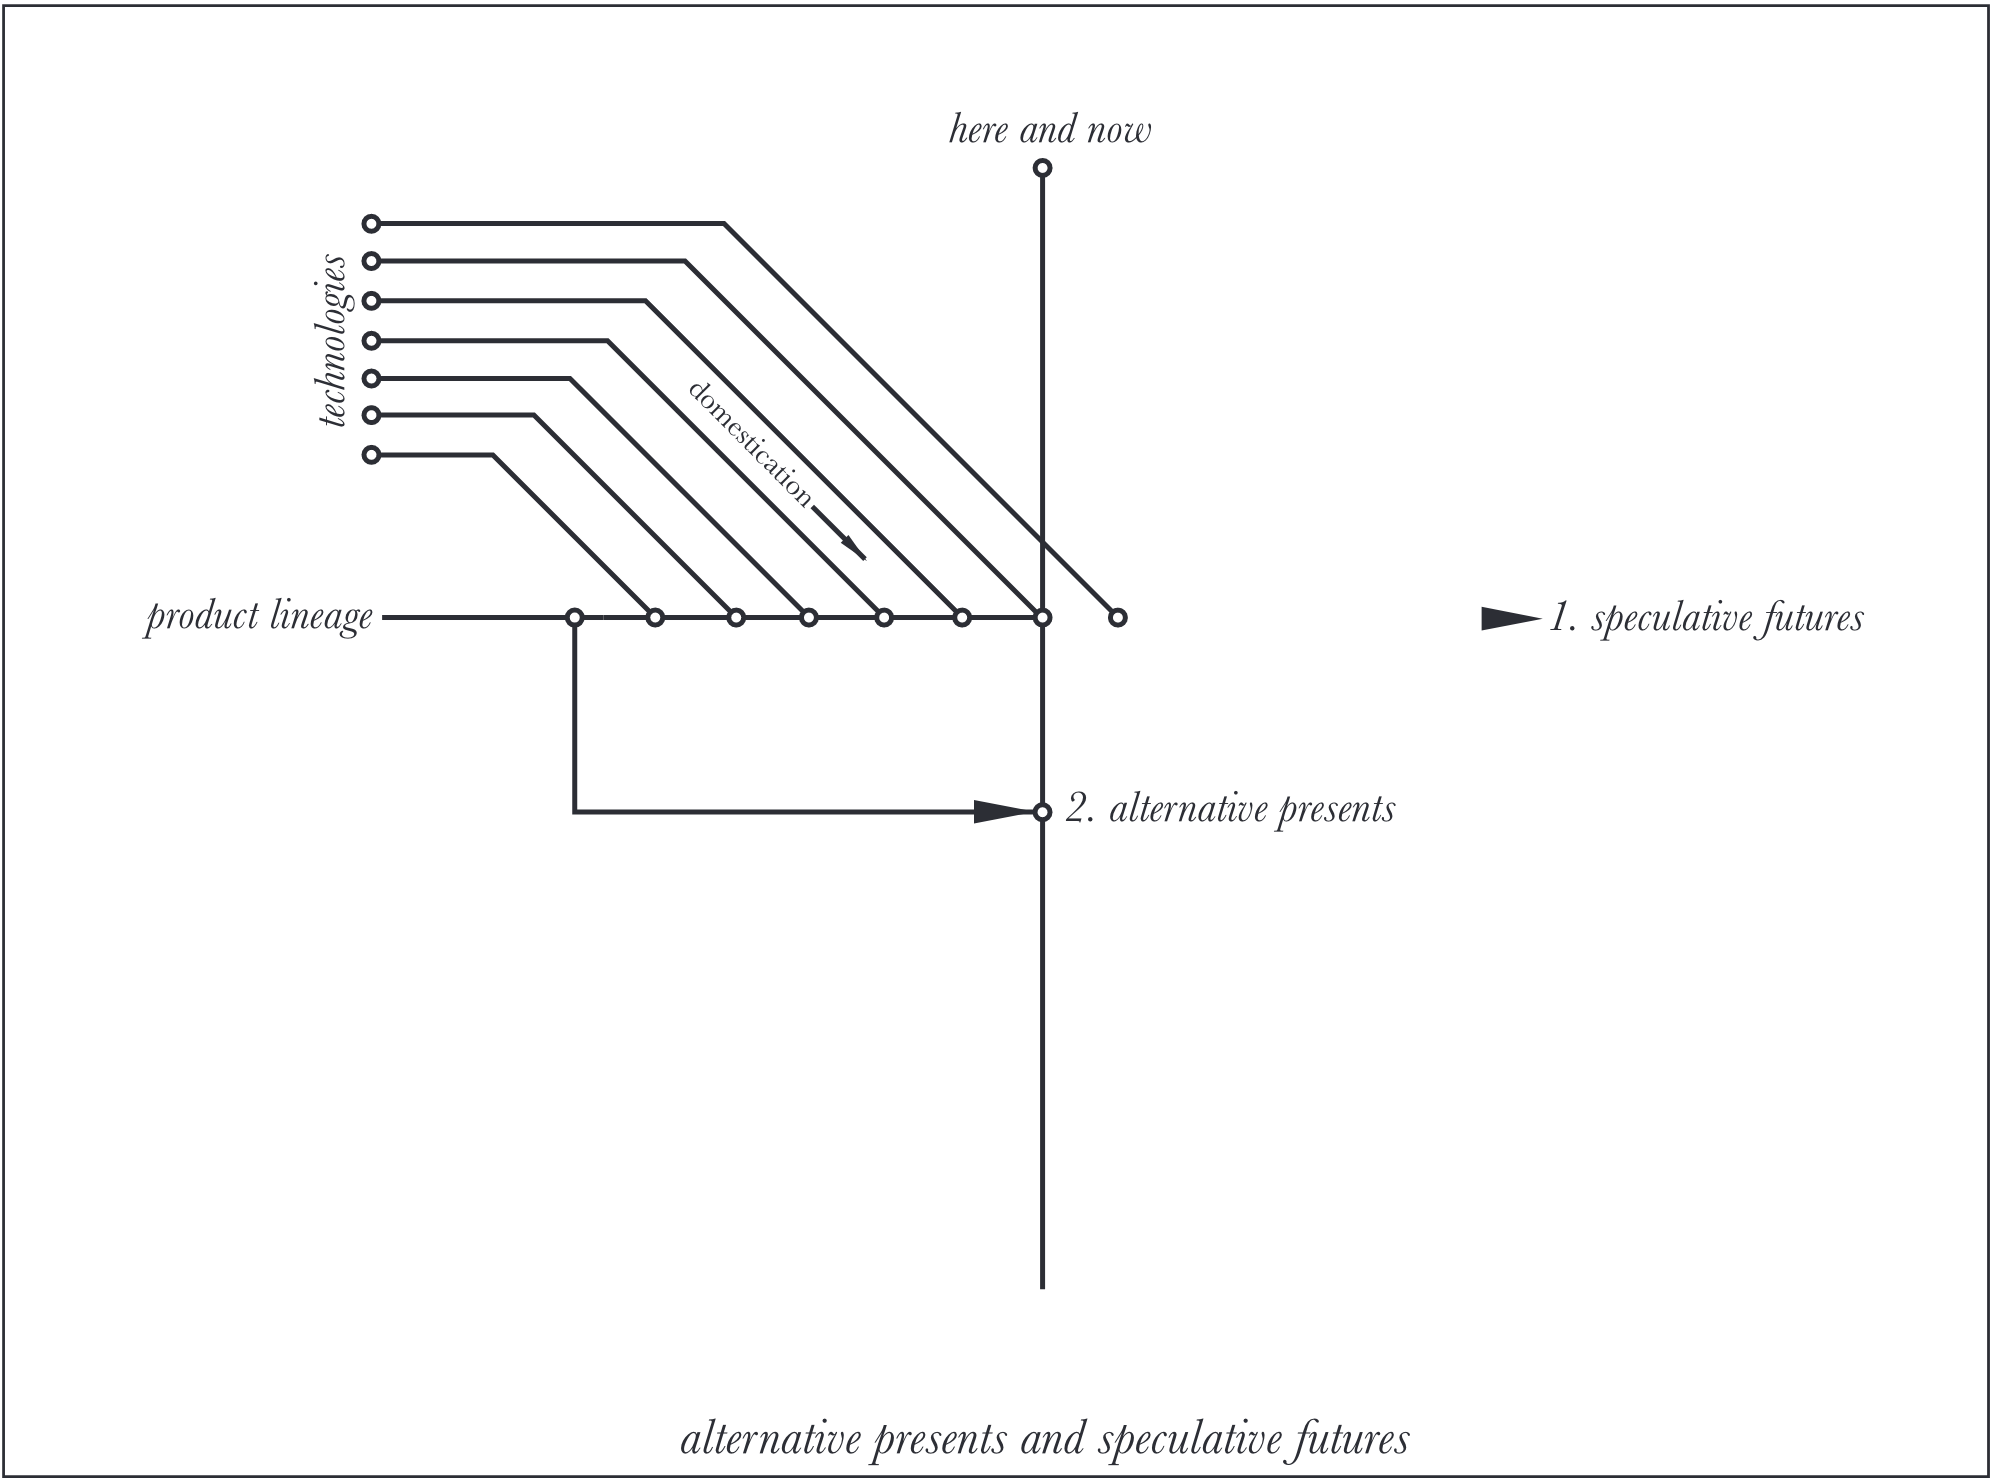 here and now
technologies
domestication
product lineage
1. speculative futures
2. alternative presents
alternative presents and speculative futures